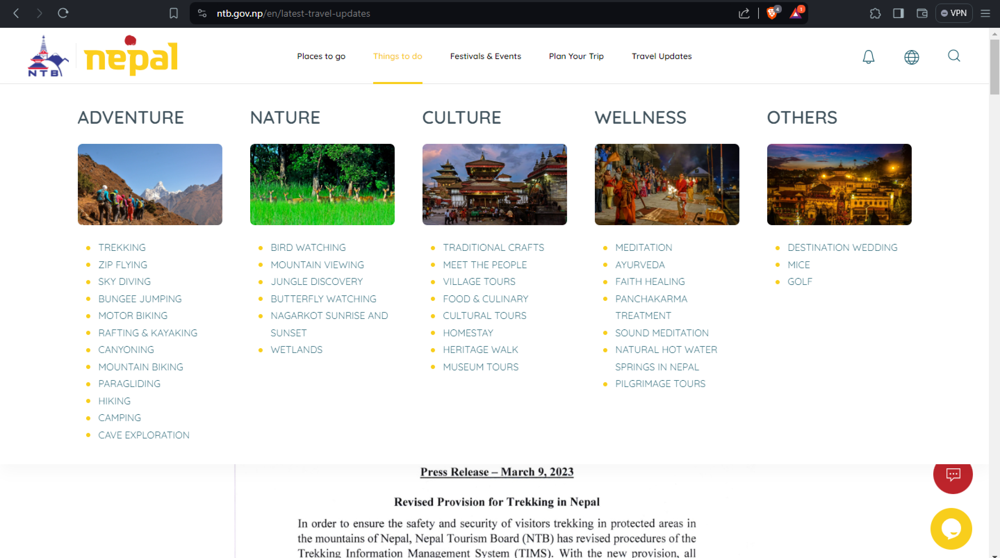 ntb.gov.np/en/latest-travel-updates
4
1
VPN
NTB
nepal
Places to go
Things to do
Festivals & Events
Plan Your Trip
Travel Updates
ADVENTURE
TREKKING
ZIP FLYING
SKY DIVING
BUNGEE JUMPING
MOTOR BIKING
RAFTING & KAYAKING
CANYONING
MOUNTAIN BIKING
PARAGLIDING
HIKING
CAMPING
CAVE EXPLORATION
NATURE
BIRD WATCHING
MOUNTAIN VIEWING
JUNGLE DISCOVERY
BUTTERFLY WATCHING
NAGARKOT SUNRISE AND
SUNSET
WETLANDS
CULTURE
TRADITIONAL CRAFTS
MEET THE PEOPLE
VILLAGE TOURS
FOOD & CULINARY
CULTURAL TOURS
HOMESTAY
HERITAGE WALK
MUSEUM TOURS
WELLNESS
MEDITATION
AYURVEDA
FAITH HEALING
PANCHAKARMA
TREATMENT
SOUND MEDITATION
NATURAL HOT WATER
SPRINGS IN NEPAL
PILGRIMAGE TOURS
OTHERS
DESTINATION WEDDING
MICE
GOLF
Press Release – March 9, 2023
Revised Provision for Trekking in Nepal
In order to ensure the safety and security of visitors trekking in protected areas in
the mountains of Nepal, Nepal Tourism Board (NTB) has revised procedures of the
Trekking Information Management System (TIMS). With the new provision, all